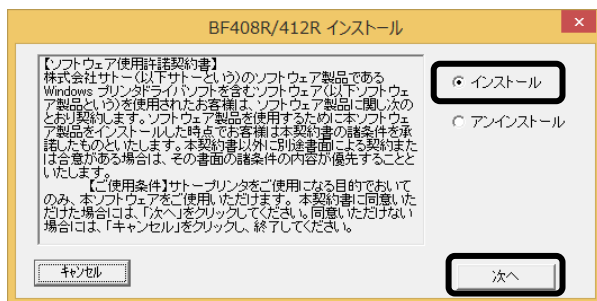 BF408R/412R インストール
【ソフトウェア使用許諾契約書】
株式会社サトー(以下サトーという)のソフトウェア製品である
Windows プリンタドライバソフトを含むソフトウェア(以下ソフトウェ
ア製品という)を使用されたお客様は、ソフトウェア製品に関し次の
とおり契約します。ソフトウェア製品を使用するために本ソフトウェ
ア製品をインストールした時点でお客様は本契約書の諸条件を承
諾したものといたします。本契約書以外に別途書面による契約また
は合意がある場合は、その書面の諸条件の内容が優先することと
いたします。
【ご使用条件】サトープリンタをご使用になる目的でおいて
のみ、本ソフトウェアをご使用いただけます。本契約書に同意いた
だけた場合には、「次へ」をクリックしてください。同意いただけない
場合には、「キャンセル」をクリックし、終了してください。
インストール
アンインストール
キャンセル
次へ